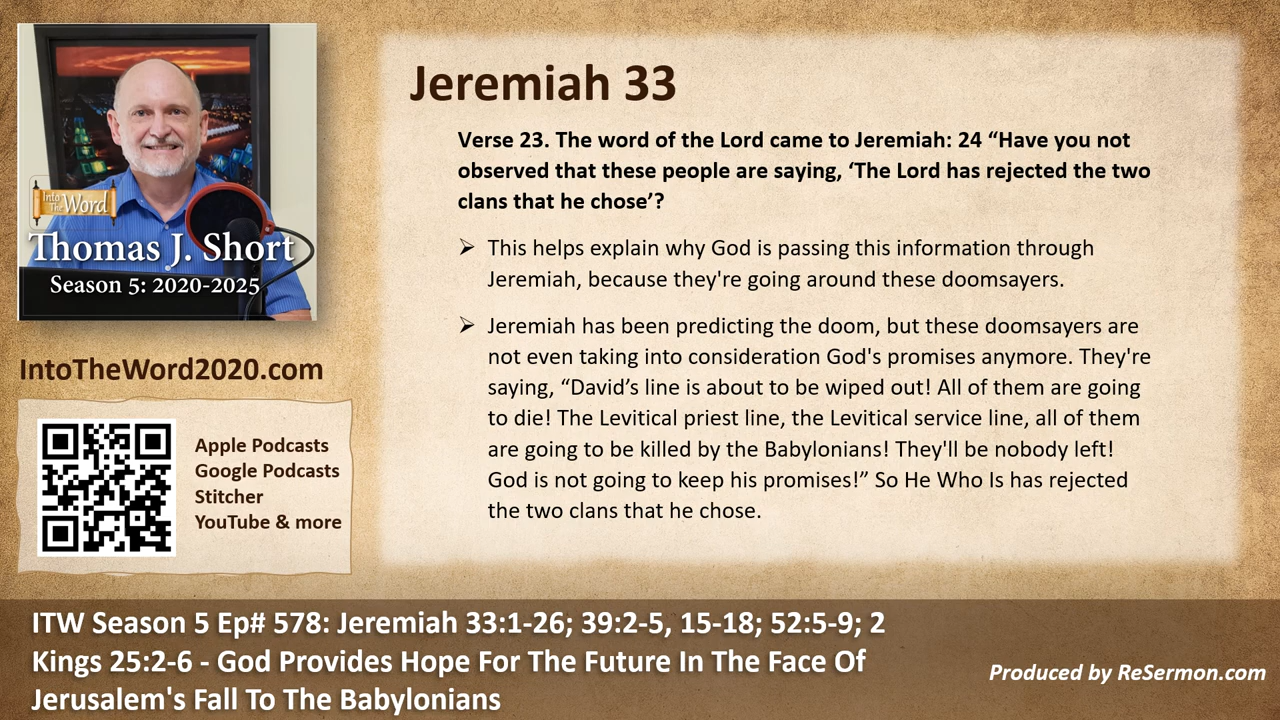 Into
The Word
Thomas J. Short
Season 5: 2020-2025
IntoTheWord2020.com
Apple Podcasts
Google Podcasts
Stitcher
YouTube & more
Jeremiah 33
Verse 23. The word of the Lord came to Jeremiah: 24 “Have you not
observed that these people are saying, ‘The Lord has rejected the two
clans that he chose’?
➢ This helps explain why God is passing this information through
Jeremiah, because they're going around these doomsayers.
➢ Jeremiah has been predicting the doom, but these doomsayers are
not even taking into consideration God's promises anymore. They're
saying, “David’s line is about to be wiped out! All of them are going
to die! The Levitical priest line, the Levitical service line, all of them
are going to be killed by the Babylonians! They'll be nobody left!
God is not going to keep his promises!” So He Who Is has rejected
the two clans that he chose.
ITW Season 5 Ep# 578: Jeremiah 33:1-26; 39:2-5, 15-18; 52:5-9; 2
Kings 25:2-6 - God Provides Hope For The Future In The Face Of
Jerusalem's Fall To The Babylonians
Produced by ReSermon.com